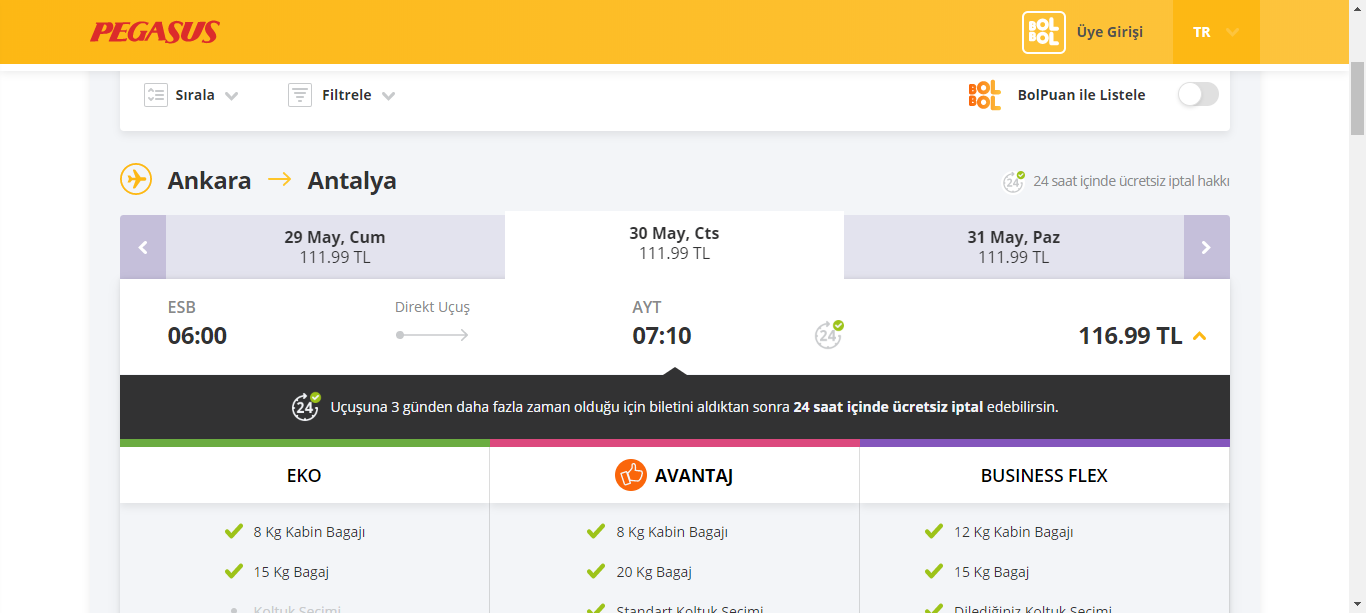 PEGASUS
BOL BOL Üye Girişi TR
Sırala Filtrele BOL BOL BolPuan ile Listele
Ankara → Antalya
24 24 saat içinde ücretsiz iptal hakkı
29 May, Cum
111.99 TL
30 May, Cts
111.99 TL
31 May, Paz
111.99 TL
ESB Direkt Uçuş AYT
06:00 07:10 24 116.99 TL
24 Uçuşuna 3 günden daha fazla zaman olduğu için biletini aldıktan sonra 24 saat içinde ücretsiz iptal edebilirsin.
EKO AVANTAJ BUSINESS FLEX
8 Kg Kabin Bagajı 8 Kg Kabin Bagajı 12 Kg Kabin Bagajı
15 Kg Bagaj 20 Kg Bagaj 15 Kg Bagaj
Koltuk Seçimi Standart Koltuk Seçimi Dilediğiniz Koltuk Seçimi